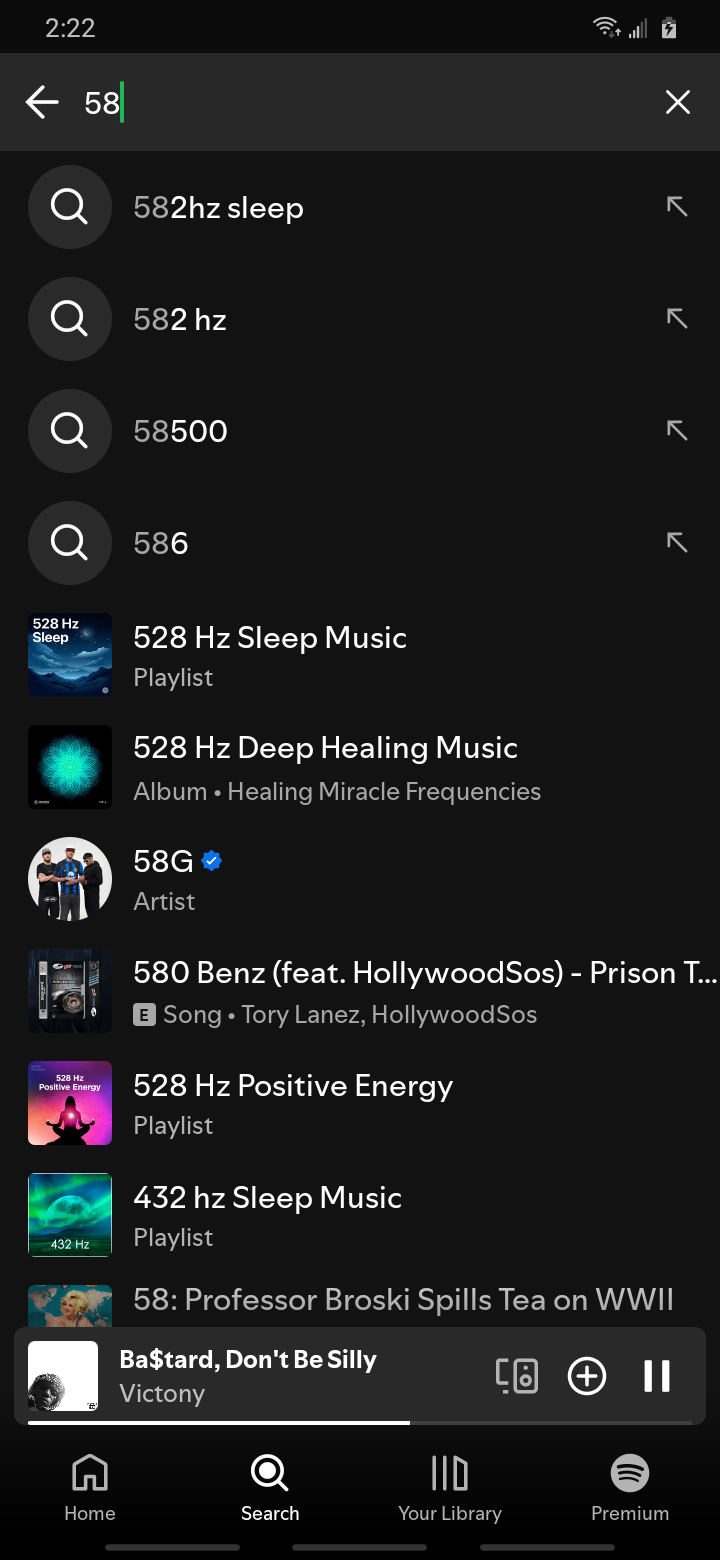 2:22
58
582hz sleep
582 hz
58500
586
528 Hz
Sleep
528 Hz Sleep Music
Playlist
528 Hz Deep Healing Music
Album • Healing Miracle Frequencies
58G
Artist
580 Benz (feat. HollywoodSos) - Prison T...
E Song • Tory Lanez, HollywoodSos
528 Hz
Positive Energy
528 Hz Positive Energy
Playlist
432 hz Sleep Music
Playlist
432 Hz
58: Professor Broski Spills Tea on WWII
Ba$tard, Don't Be Silly
Victony
Home
Search
Your Library
Premium